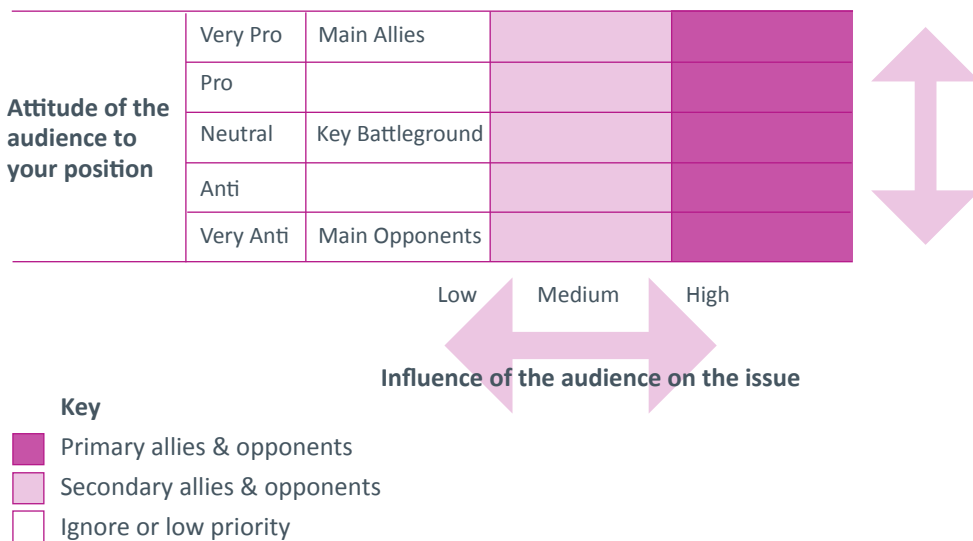 Very Pro
Main Allies
Pro
Attitude of the
audience to
your position
Neutral
Key Battleground
Anti
Very Anti
Main Opponents
Low
Medium
High
Influence of the audience on the issue
Key
Primary allies & opponents
Secondary allies & opponents
Ignore or low priority